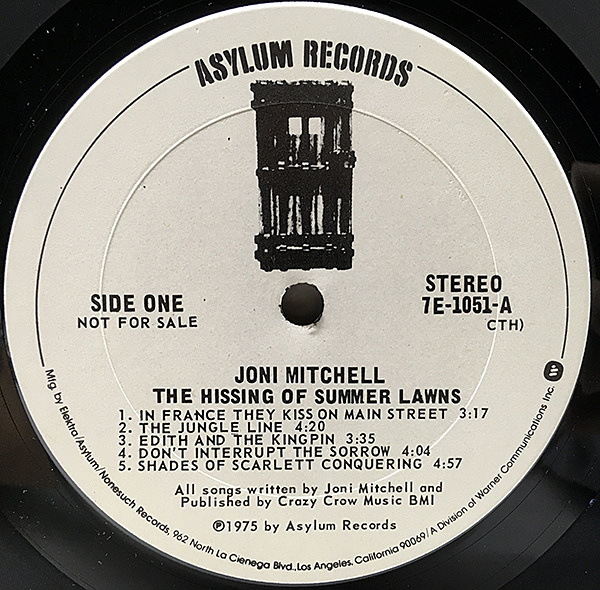 ASYLUM RECORDS
SIDE ONE
NOT FOR SALE
STEREO
7E-1051-A
CTH)
JONI MITCHELL
THE HISSING OF SUMMER LAWNS
1. IN FRANCE THEY KISS ON MAIN STREET 3:17
2. THE JUNGLE LINE 4:20
3. EDITH AND THE KINGPIN 3:35
4. DON'T INTERRUPT THE SORROW 4:04
5. SHADES OF SCARLETT CONQUERING 4:57
All songs written by Joni Mitchell and
Published by Crazy Crow Music BMI
℗1975 by Asylum Records
Mfg. by Elektra/Asylum/Nonesuch Records, 962 North La Cienega Blvd., Los Angeles, California 90069/A Division of Warner Communications Inc.